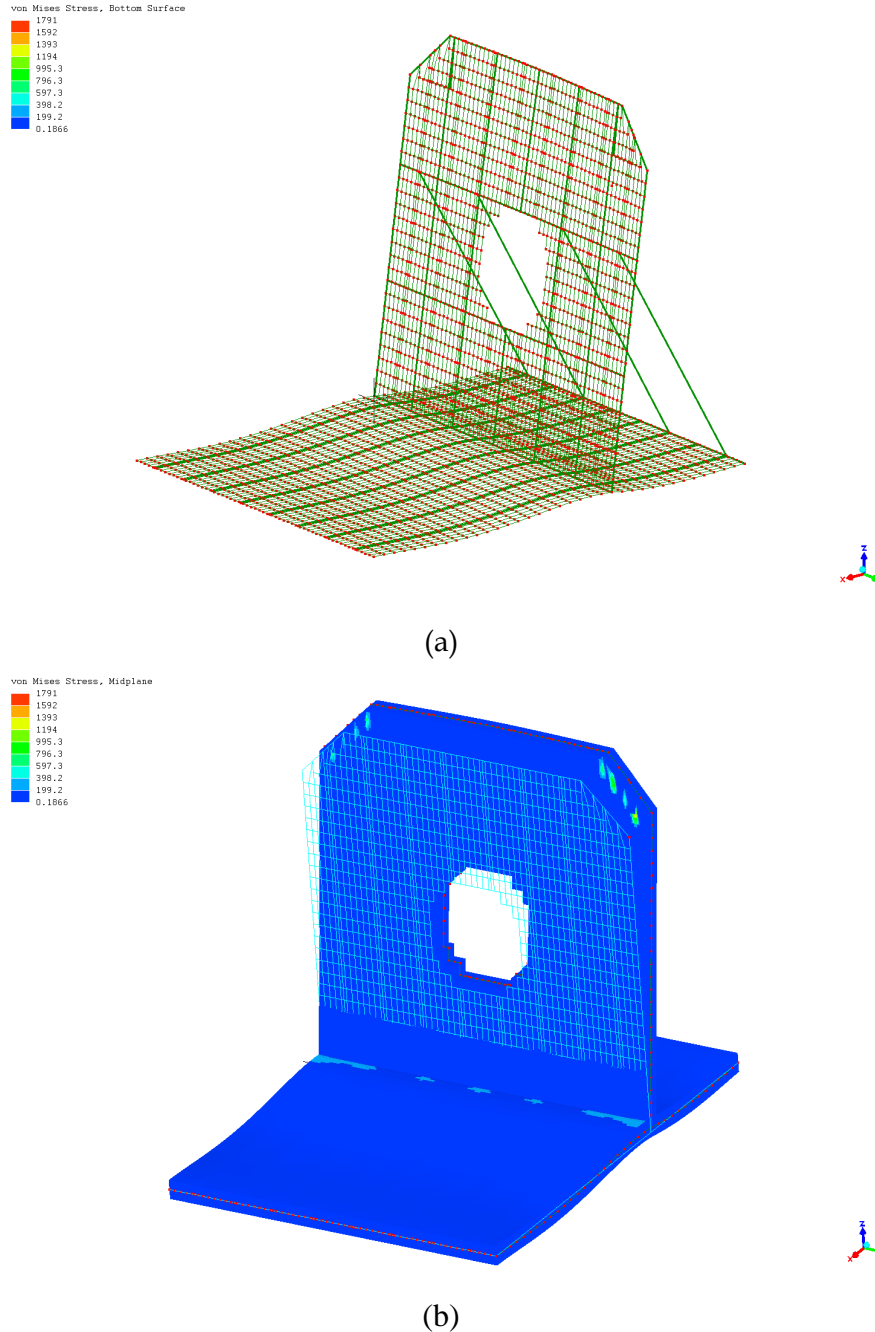 von Mises Stress, Bottom Surface
1791
1592
1393
1194
995.3
796.3
597.3
398.2
199.2
0.1866
z
x
(a)
von Mises Stress, Midplane
1791
1592
1393
1194
995.3
796.3
597.3
398.2
199.2
0.1866
z
x
(b)